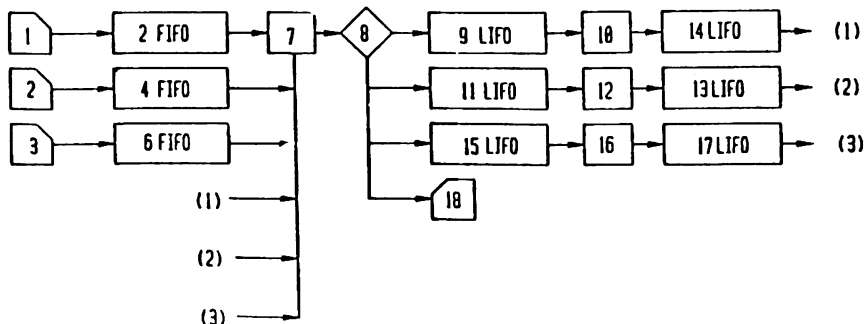 1 2 FIFO 7 8 9 LIFO 10 14 LIFO (1)
2 4 FIFO 11 LIFO 12 13 LIFO (2)
3 6 FIFO 15 LIFO 16 17 LIFO (3)
(1) 18
(2)
(3)